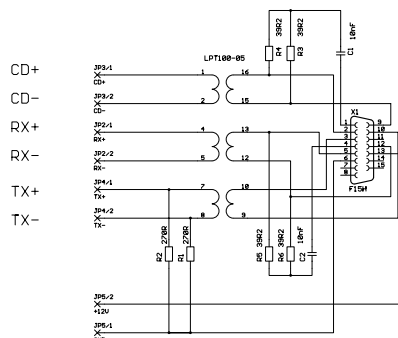 39R2 39R2 10nF
R4 R3 C1
LPT100-05
CD+ JP3/1 CD+ 1 16
CD- JP3/2 CD- 2 15
X1
RX+ JP2/1 RX+ 4 13
RX- JP2/2 RX- 5 12
1 2 3 4 5 6 7 8
9 10 11 12 13 14 15
F15W
TX+ JP4/1 TX+ 7 10
TX- JP4/2 TX- 8 9
270R 270R
R2 R1
39R2 39R2 10nF
R5 R6 C2
JP5/2
+12V
JP5/1